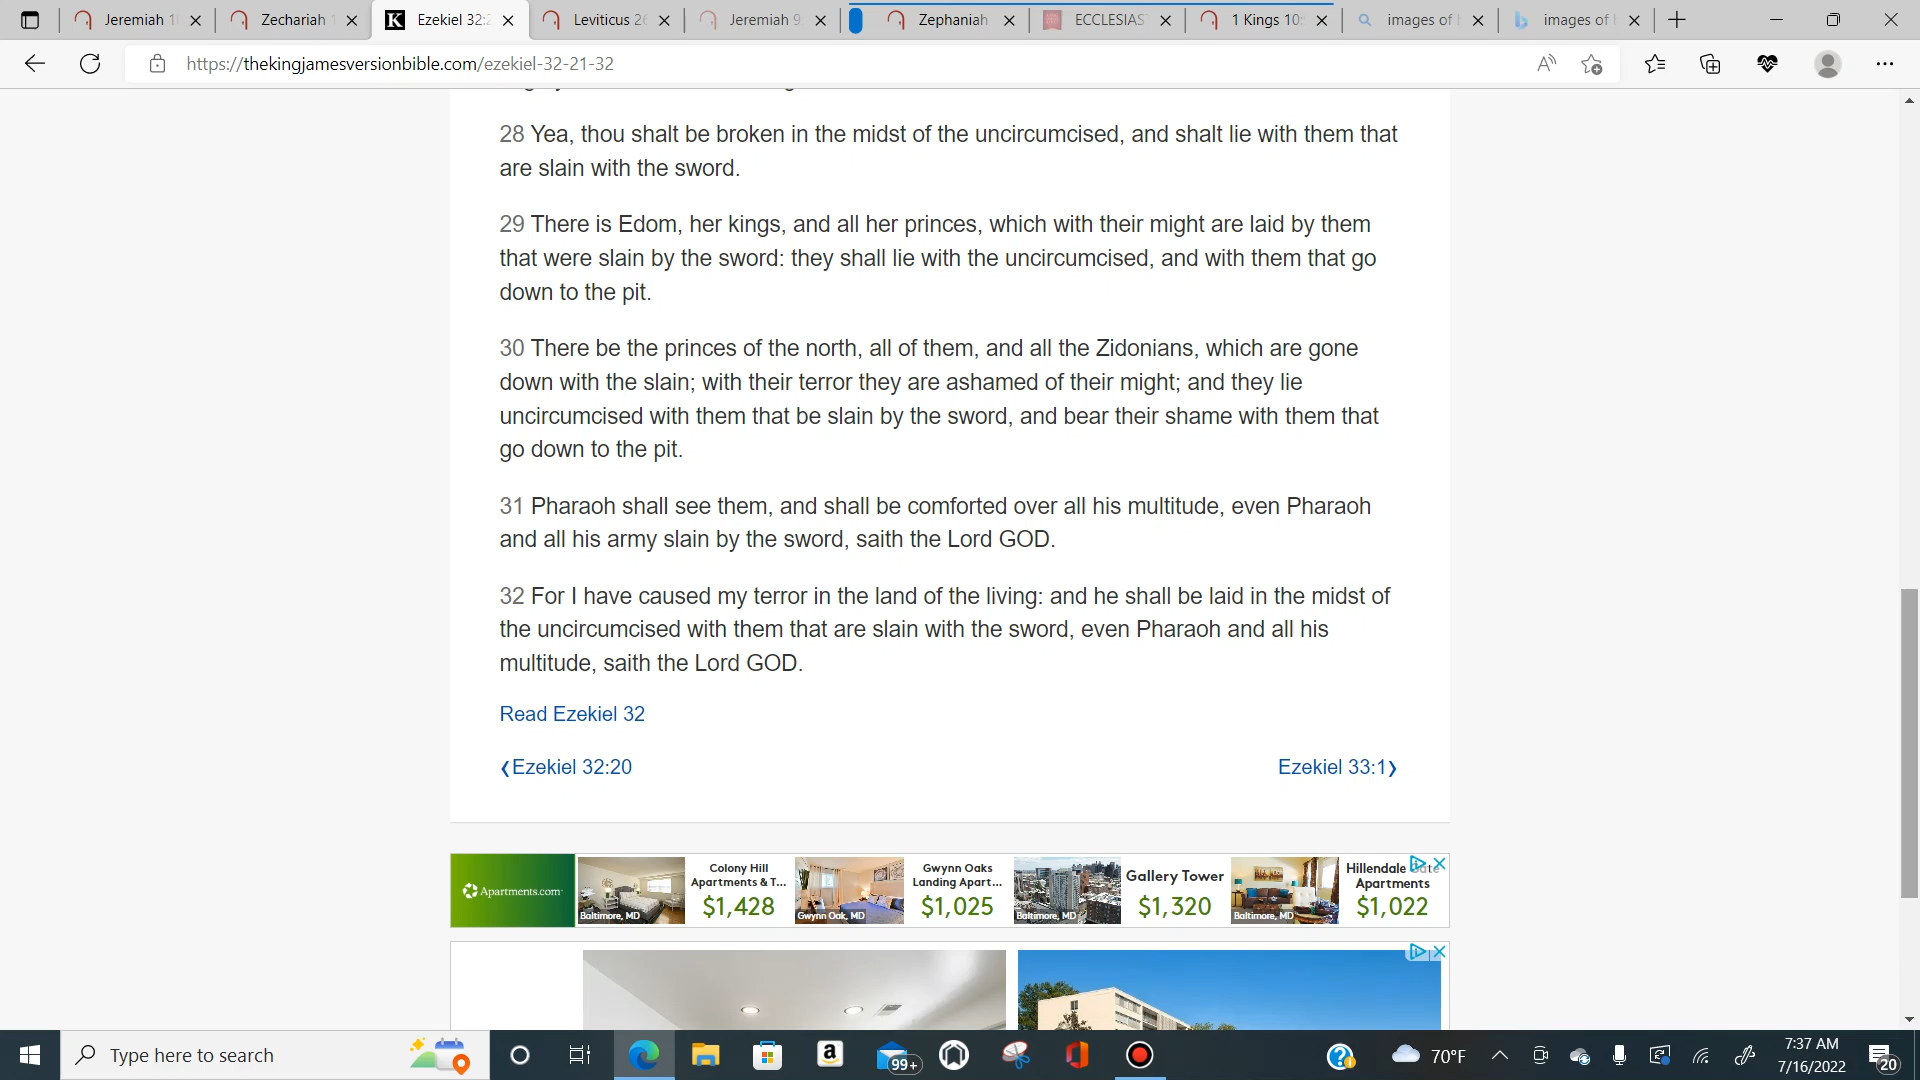 Jeremiah 1
Zechariah 1
K Ezekiel 32:2
Leviticus 26
Jeremiah 9
Zephaniah
ECCLESIAS
1 Kings 10:
images of
images of
https://thekingjamesversionbible.com/ezekiel-32-21-32
28 Yea, thou shalt be broken in the midst of the uncircumcised, and shalt lie with them that
are slain with the sword.
29 There is Edom, her kings, and all her princes, which with their might are laid by them
that were slain by the sword: they shall lie with the uncircumcised, and with them that go
down to the pit.
30 There be the princes of the north, all of them, and all the Zidonians, which are gone
down with the slain; with their terror they are ashamed of their might; and they lie
uncircumcised with them that be slain by the sword, and bear their shame with them that
go down to the pit.
31 Pharaoh shall see them, and shall be comforted over all his multitude, even Pharaoh
and all his army slain by the sword, saith the Lord GOD.
32 For I have caused my terror in the land of the living: and he shall be laid in the midst of
the uncircumcised with them that are slain with the sword, even Pharaoh and all his
multitude, saith the Lord GOD.
Read Ezekiel 32
❮Ezekiel 32:20
Ezekiel 33:1❯
Apartments.com
Baltimore, MD
Colony Hill
Apartments & T...
$1,428
Gwynn Oak, MD
Gwynn Oaks
Landing Apart...
$1,025
Baltimore, MD
Gallery Tower
$1,320
Baltimore, MD
Hillendale Gate
Apartments
$1,022
Type here to search
a
99+
70°F
7:37 AM
7/16/2022
20